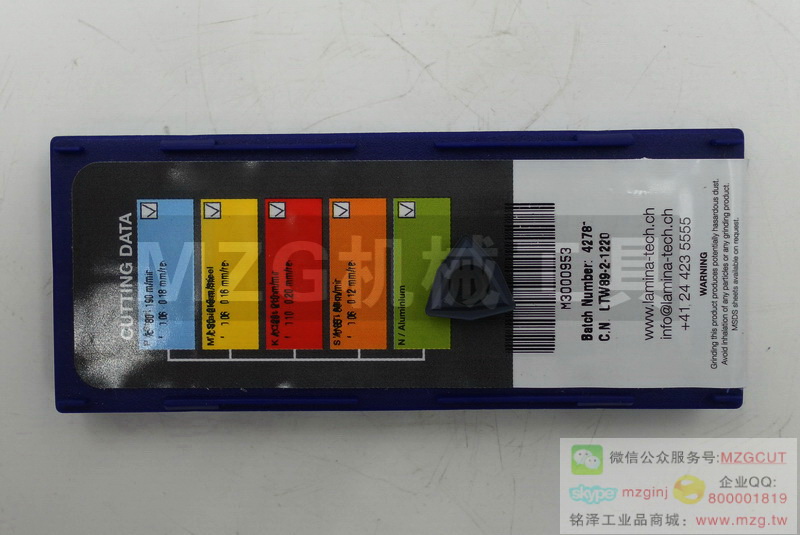 CUTTING DATA
N / Aluminium
M3000953
Batch Number: 4278-
C.N. LTW89-2-1220
www.lamina-tech.ch
info@lamina-tech.ch
+41 24 423 5555
WARNING
Grinding this product produces potentially hazardous dust.
Avoid inhalation of any particles or any grinding product.
MSDS sheets available on request.
MZG机械工具
微信公众服务号:MZGCUT
skype mzginj 企业QQ:
800001819
铭泽工业品商城:www.mzg.tw